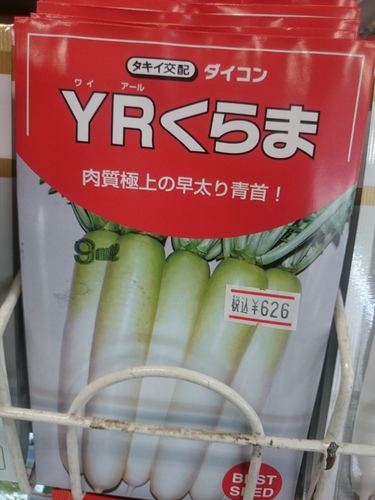 タキイ交配 ダイコン
ワイ アール
YRくらま
肉質極上の早太り青首！
9ml
税込¥626
BEST
SEED